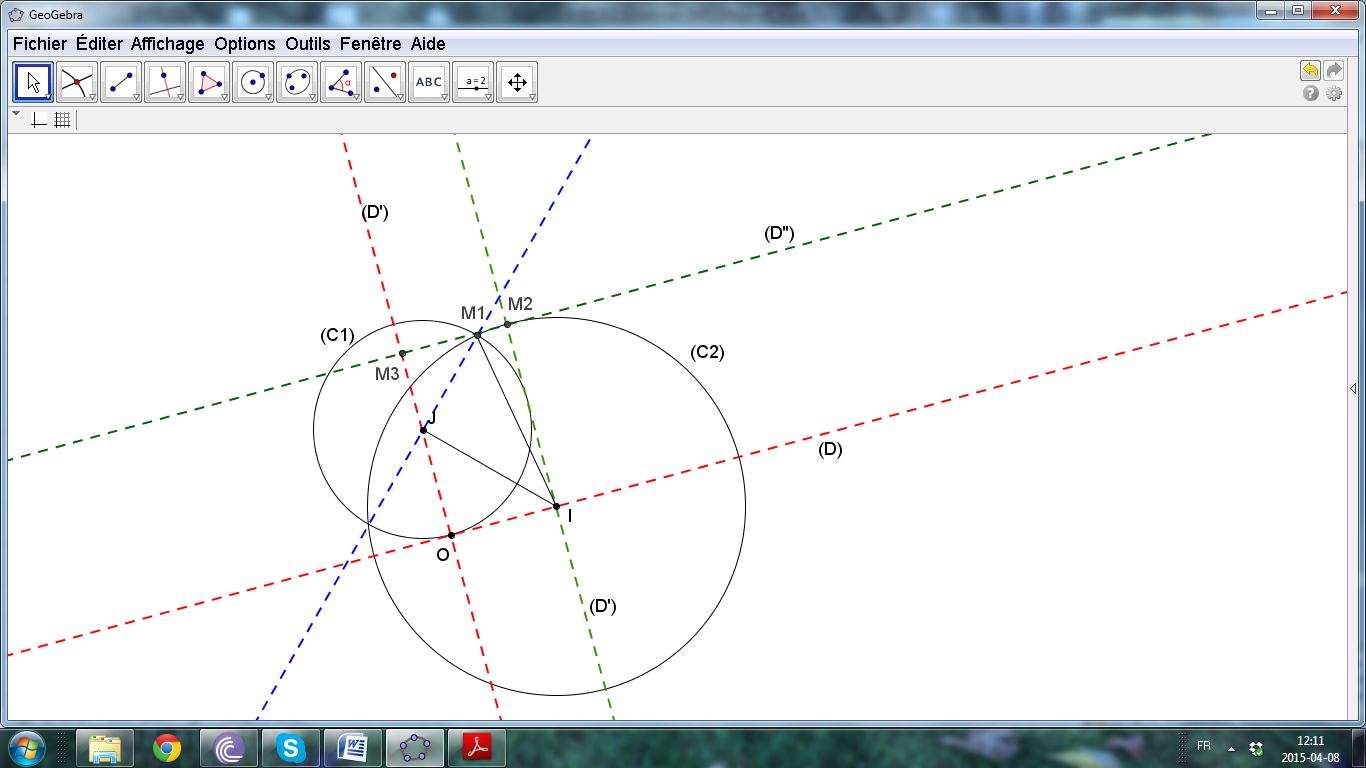 GeoGebra
Fichier Éditer Affichage Options Outils Fenêtre Aide
ABC a=2
(D')
(D")
M1 M2
(C1)
(C2)
M3
J
(D)
I
O
(D')
FR 12:11
2015-04-08